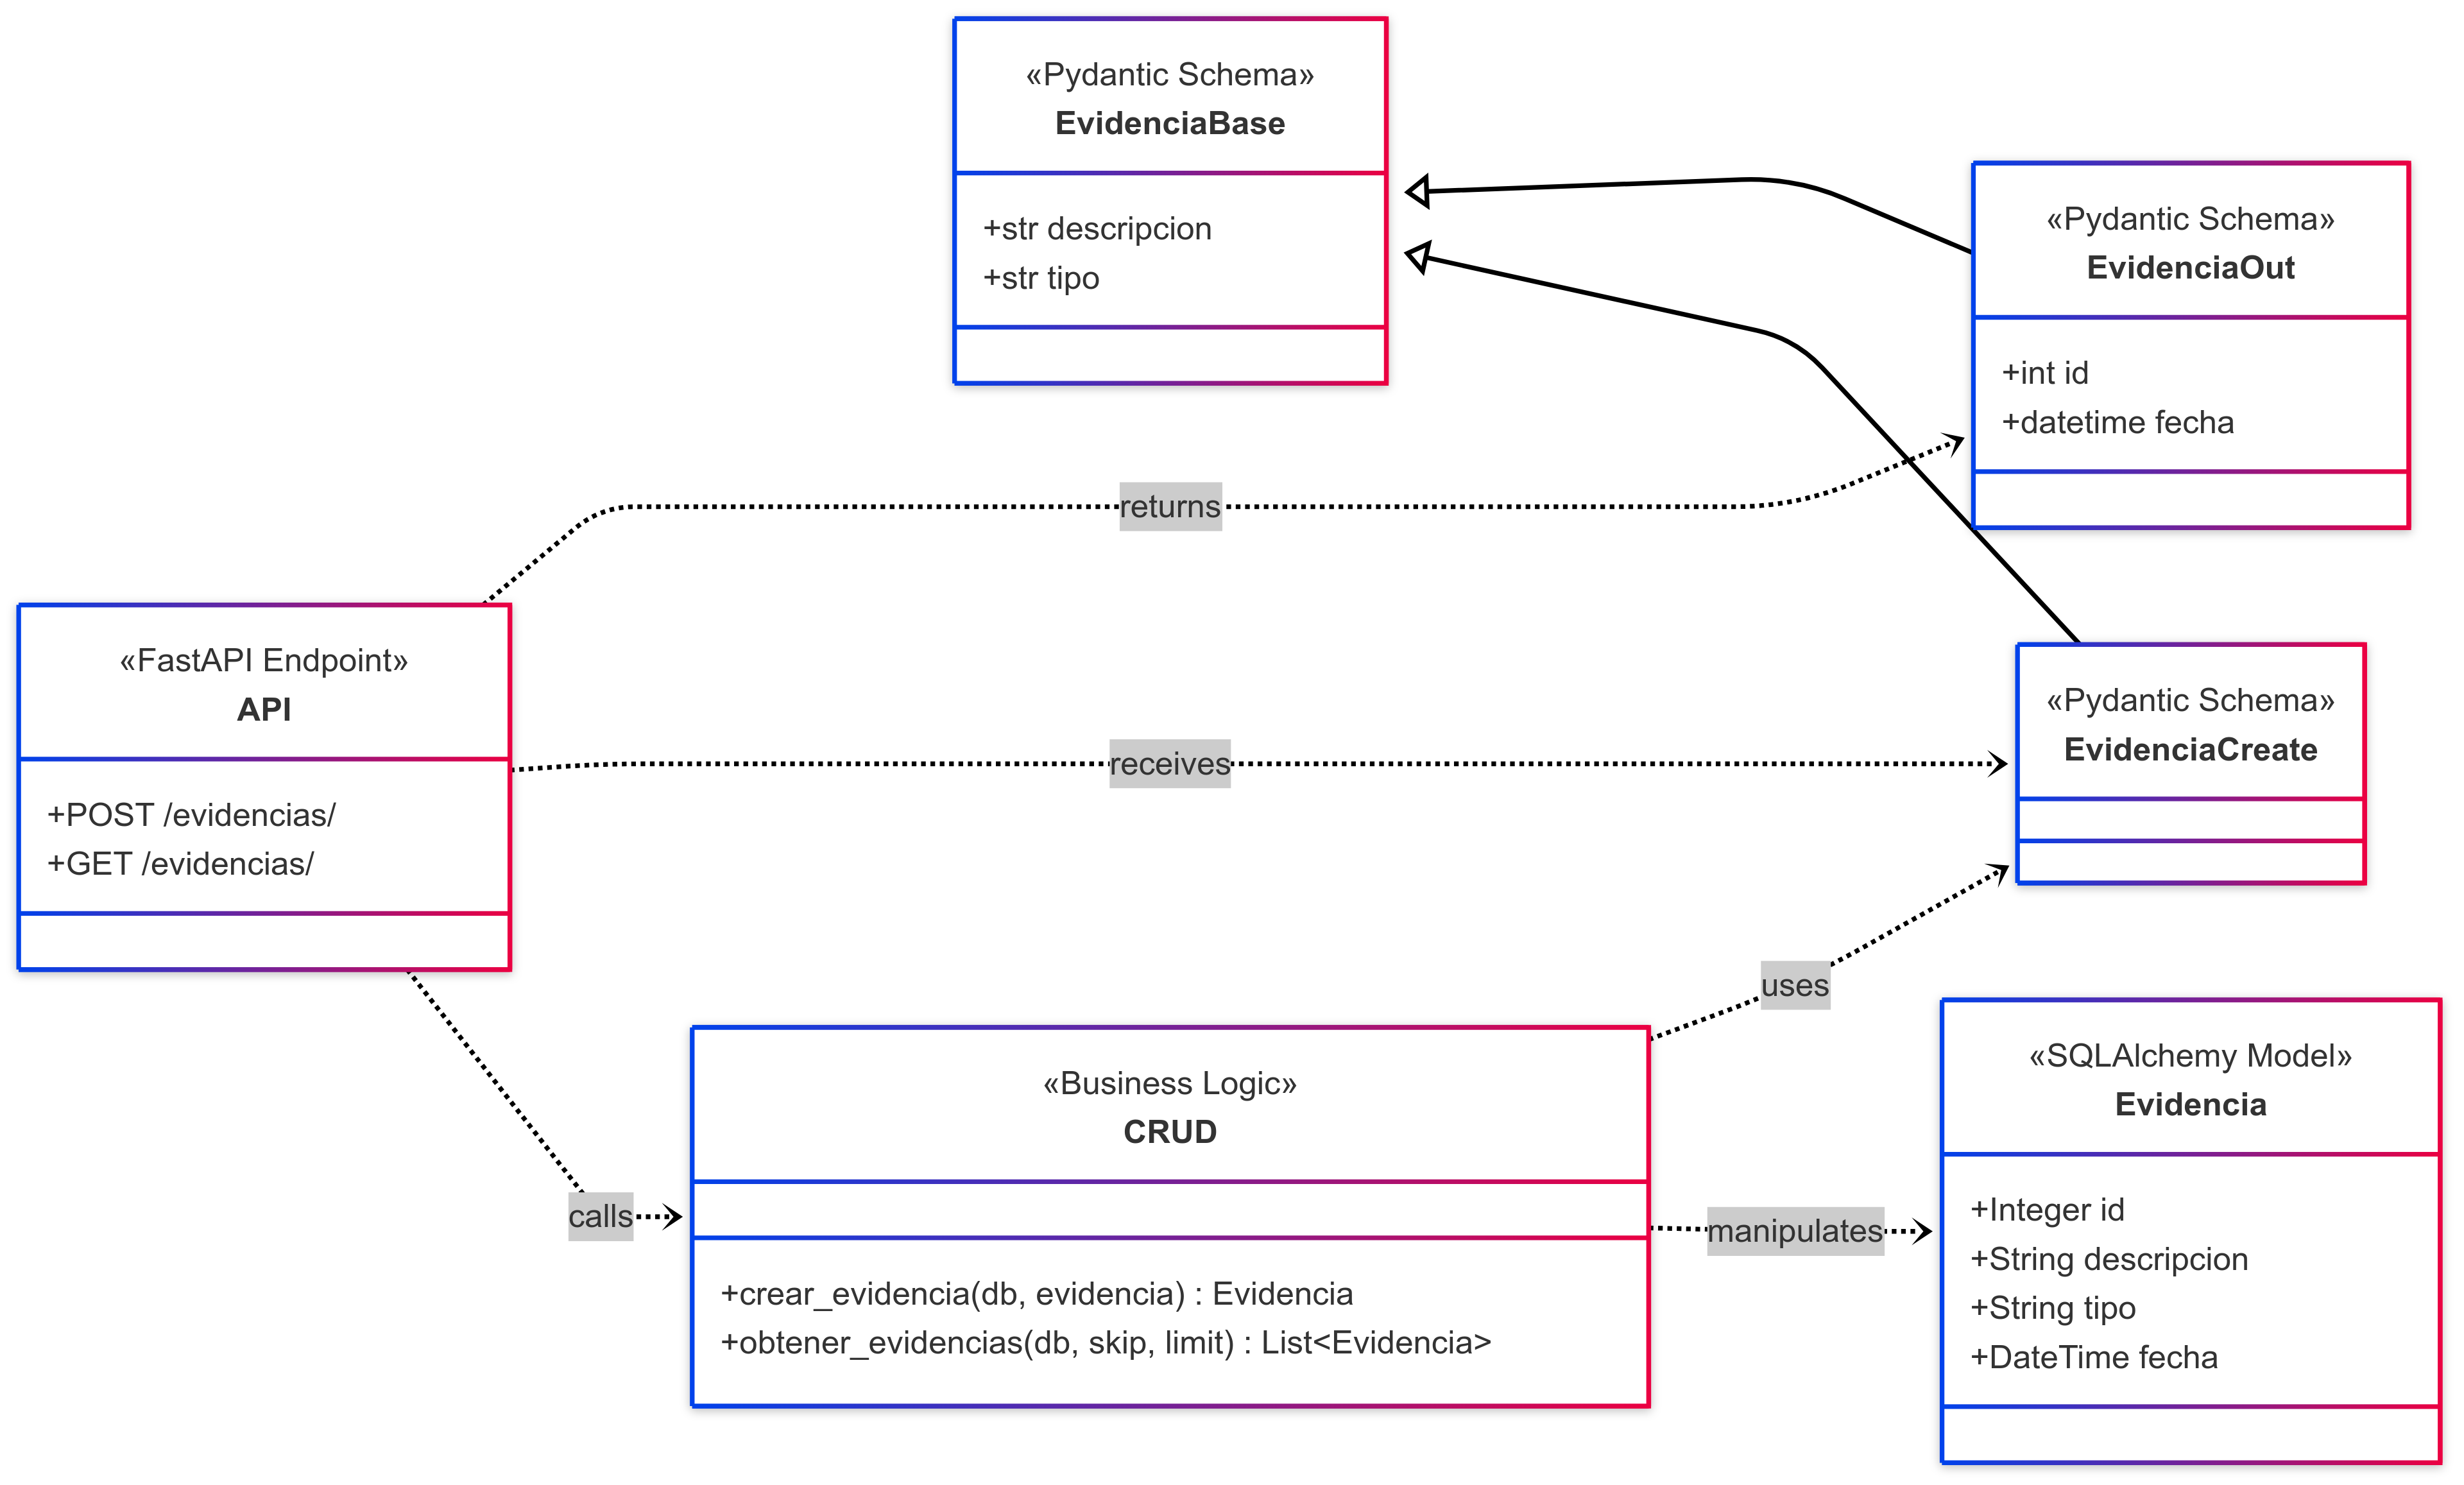 «Pydantic Schema»
EvidenciaBase
+str descripcion
+str tipo
«Pydantic Schema»
EvidenciaOut
+int id
+datetime fecha
returns
«FastAPI Endpoint»
API
+POST /evidencias/
+GET /evidencias/
receives
«Pydantic Schema»
EvidenciaCreate
uses
calls
«Business Logic»
CRUD
+crear_evidencia(db, evidencia) : Evidencia
+obtener_evidencias(db, skip, limit) : List<Evidencia>
manipulates
«SQLAlchemy Model»
Evidencia
+Integer id
+String descripcion
+String tipo
+DateTime fecha